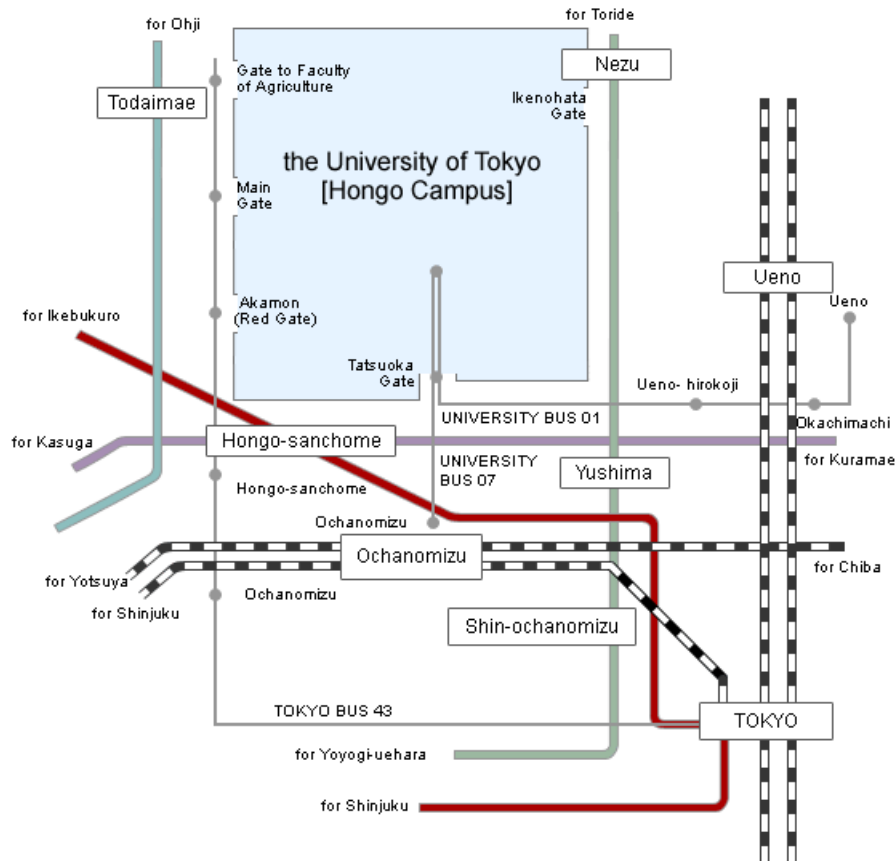 for Ohji
for Toride
Nezu
Gate to Faculty
of Agriculture
Todaimae
Ikenohata
Gate
the University of Tokyo
[Hongo Campus]
Main
Gate
Ueno
Akamon
(Red Gate)
Ueno
for Ikebukuro
Tatsuoka
Gate
Ueno- hirokoji
UNIVERSITY BUS 01
Okachimachi
for Kasuga
Hongo-sanchome
for Kuramae
UNIVERSITY
BUS 07
Yushima
Hongo-sanchome
Ochanomizu
Ochanomizu
for Yotsuya
for Chiba
for Shinjuku
Ochanomizu
Shin-ochanomizu
TOKYO BUS 43
TOKYO
for Yoyogi-uehara
for Shinjuku